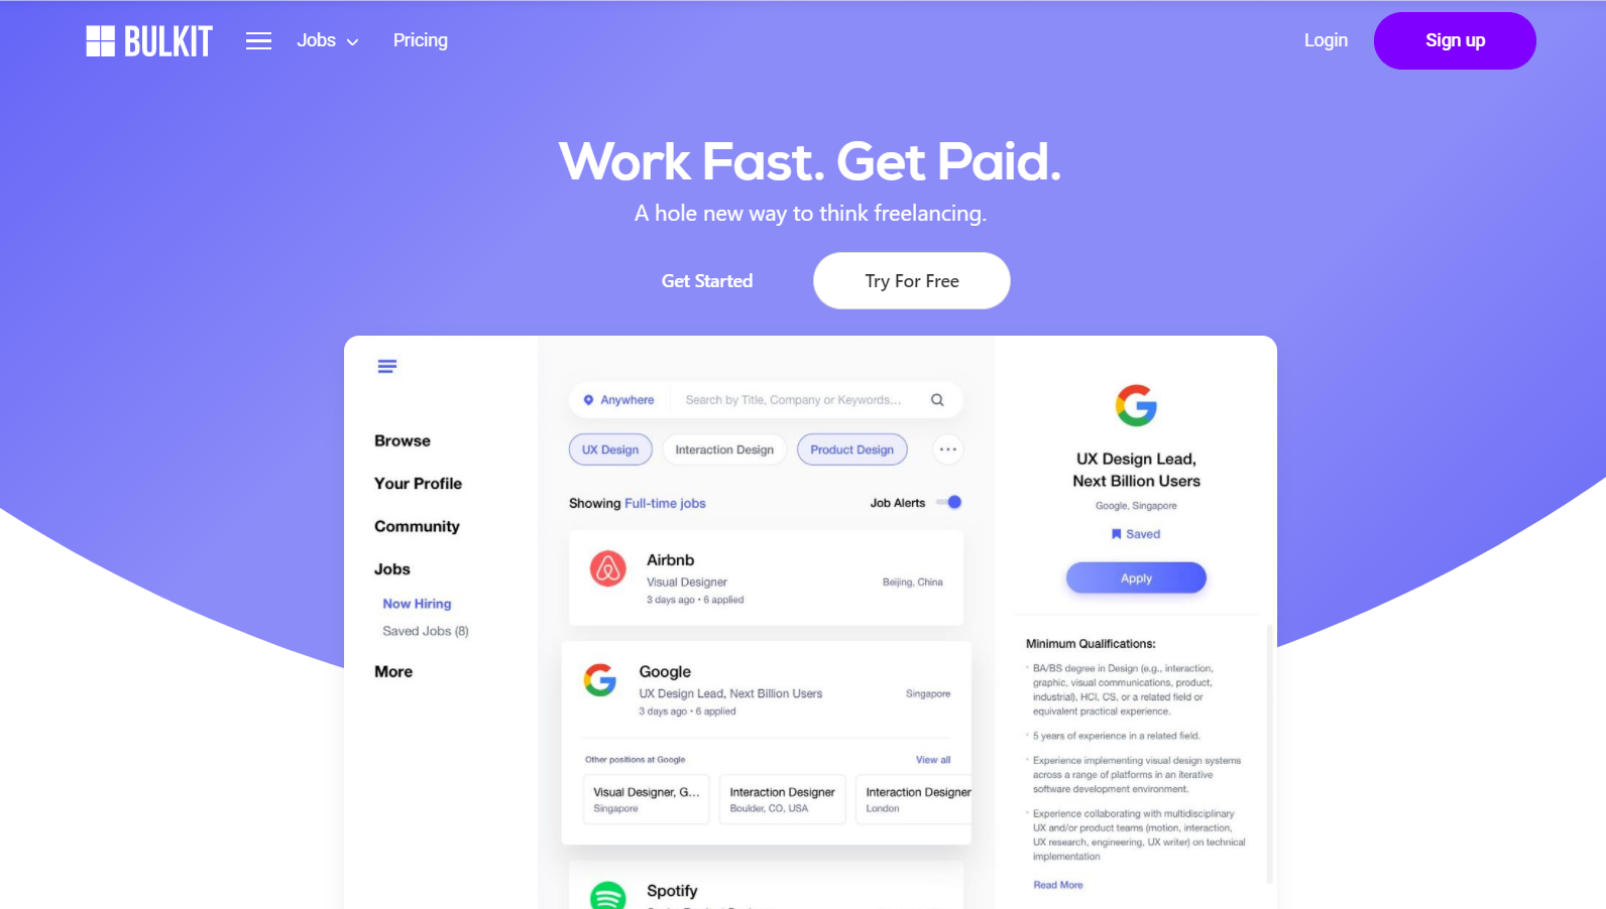 BULKIT
Jobs
Pricing
Login
Sign up
Work Fast. Get Paid.
A hole new way to think freelancing.
Get Started
Try For Free
Browse
Your Profile
Community
Jobs
Now Hiring
Saved Jobs (8)
More
Anywhere
Search by Title, Company or Keywords...
UX Design
Interaction Design
Product Design
Showing Full-time jobs
Job Alerts
Airbnb
Visual Designer
Beijing, China
3 days ago • 6 applied
Google
UX Design Lead, Next Billion Users
Singapore
3 days ago • 6 applied
Other positions at Google
View all
Visual Designer, G...
Singapore
Interaction Designer
Boulder, CO, USA
Interaction Designer
London
Spotify
UX Design Lead,
Next Billion Users
Google, Singapore
Saved
Apply
Minimum Qualifications:
BA/BS degree in Design (e.g., interaction,
graphic, visual communications, product,
industrial), HCI, CS, or a related field or
equivalent practical experience.
5 years of experience in a related field.
Experience implementing visual design systems
across a range of platforms in an iterative
software development environment.
Experience collaborating with multidisciplinary
UX and/or product teams (motion, interaction,
UX research, engineering, UX writer) on technical
implementation
Read More